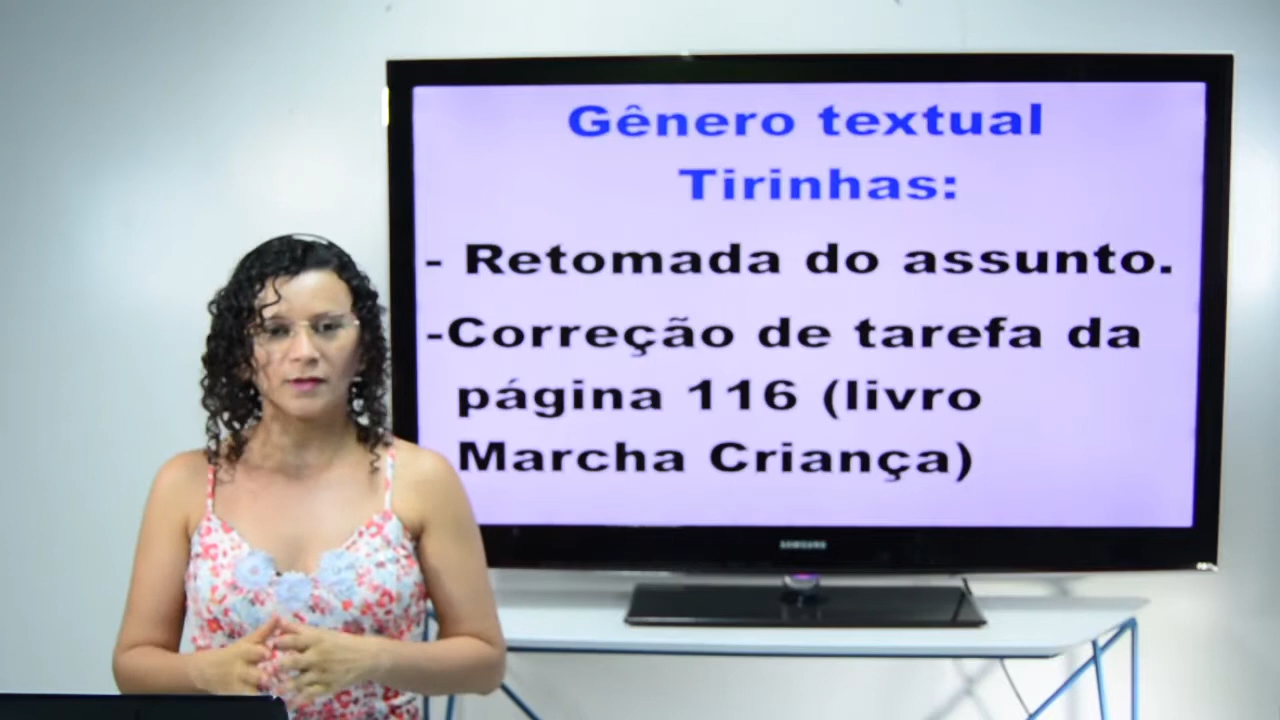 Gênero textual
Tirinhas:
- Retomada do assunto.
-Correção de tarefa da
página 116 (livro
Marcha Criança)
SAMSUNG